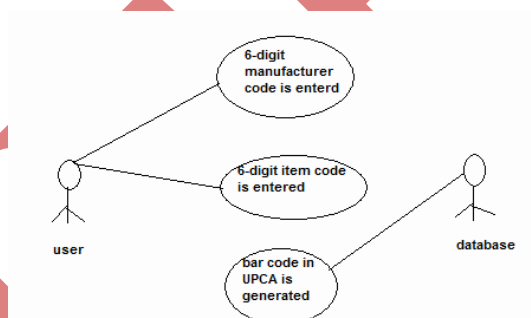 6-digit
manufacturer
code is enterd
6-digit item code
is entered
user
database
bar code in
UPCA is
generated